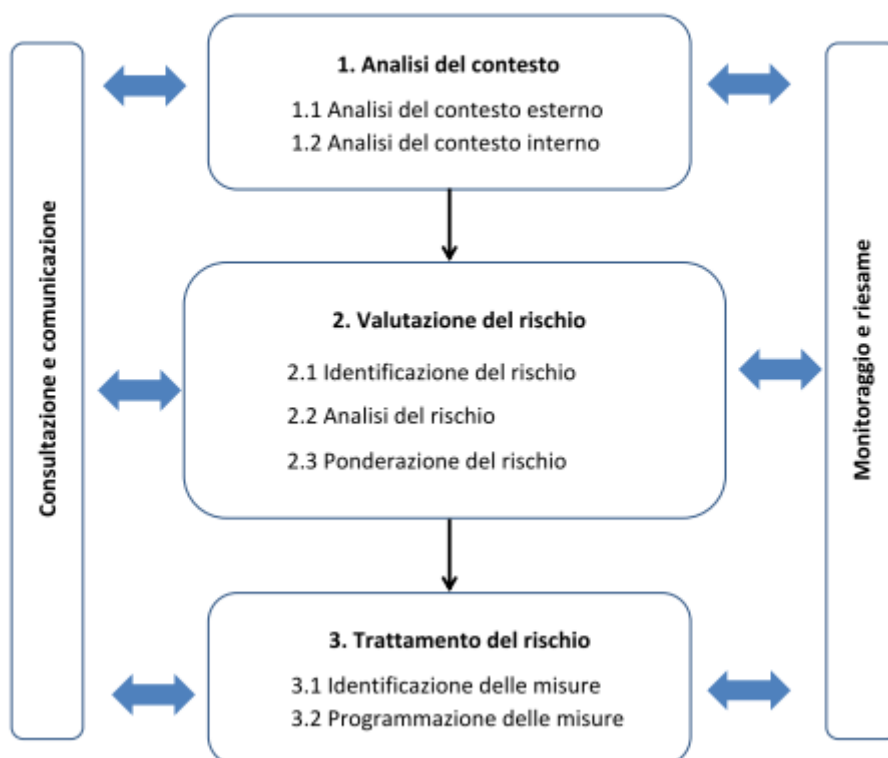 Consultazione e comunicazione
1. Analisi del contesto
1.1 Analisi del contesto esterno
1.2 Analisi del contesto interno
2. Valutazione del rischio
2.1 Identificazione del rischio
2.2 Analisi del rischio
2.3 Ponderazione del rischio
3. Trattamento del rischio
3.1 Identificazione delle misure
3.2 Programmazione delle misure
Monitoraggio e riesame